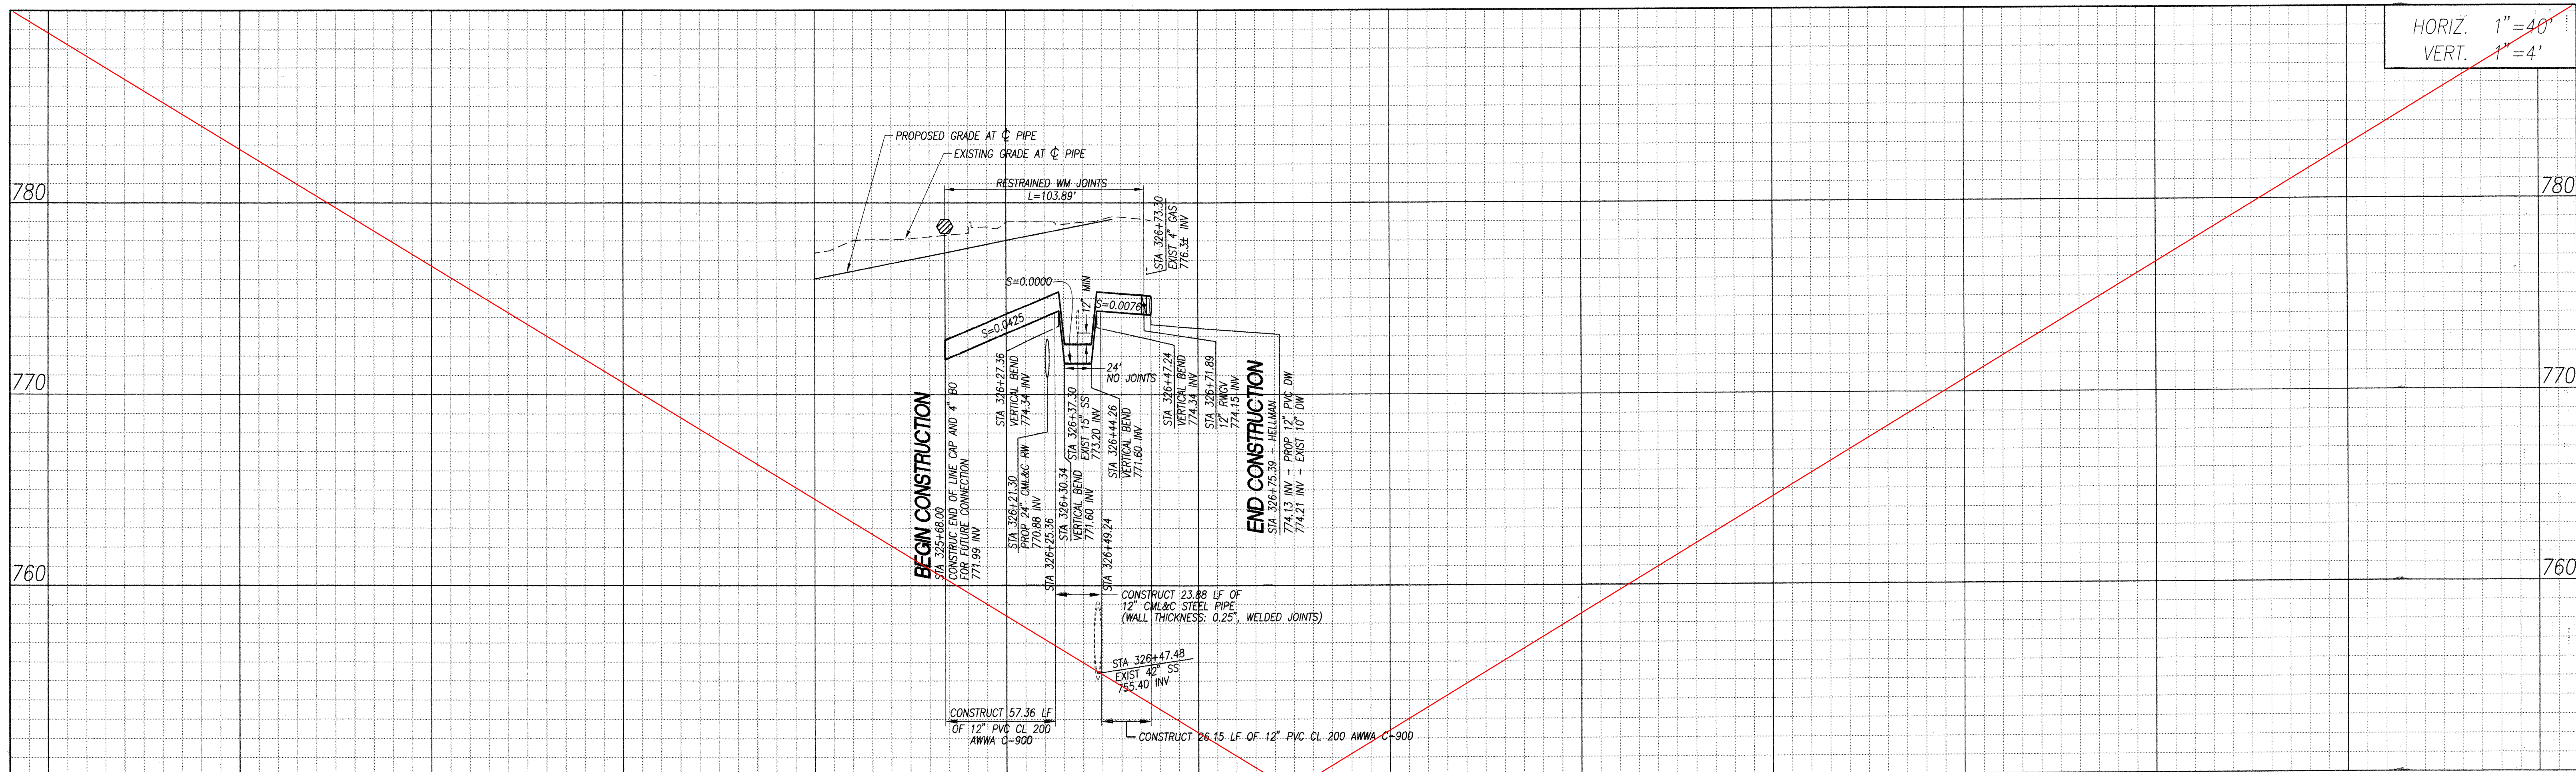 HORIZ. 1"=40'
VERT. 1"=4'
PROPOSED GRADE AT ℄ PIPE
EXISTING GRADE AT ℄ PIPE
RESTRAINED WM JOINTS
L=103.89'
780
780
STA 326+73.30
EXIST 4" GAS
776.3± INV
S=0.0000
12" MIN
S=0.0076
S=0.0425
24'
NO JOINTS
770
770
BEGIN CONSTRUCTION
STA 325+68.00
CONSTRUC END OF LINE CAP AND 4" BO
FOR FUTURE CONNECTION
771.99 INV
STA 326+27.36
VERTICAL BEND
774.34 INV
STA 326+21.30
PROP 24" CML&C RW
770.88 INV
STA 326+25.36
STA 326+30.34
VERTICAL BEND
771.60 INV
STA 326+37.30
EXIST 15" SS
773.20 INV
STA 326+44.26
VERTICAL BEND
771.60 INV
STA 326+49.24
STA 326+47.24
VERTICAL BEND
774.34 INV
STA 326+71.89
12" RWGV
774.15 INV
END CONSTRUCTION
STA 326+75.39 - HELLMAN
774.13 INV - PROP 12" PVC DW
774.21 INV - EXIST 10" DW
760
760
CONSTRUCT 23.88 LF OF
12" CML&C STEEL PIPE
(WALL THICKNESS: 0.25", WELDED JOINTS)
STA 326+47.48
EXIST 42" SS
755.40 INV
CONSTRUCT 57.36 LF
OF 12" PVC CL 200
AWWA C-900
CONSTRUCT 26.15 LF OF 12" PVC CL 200 AWWA C-900